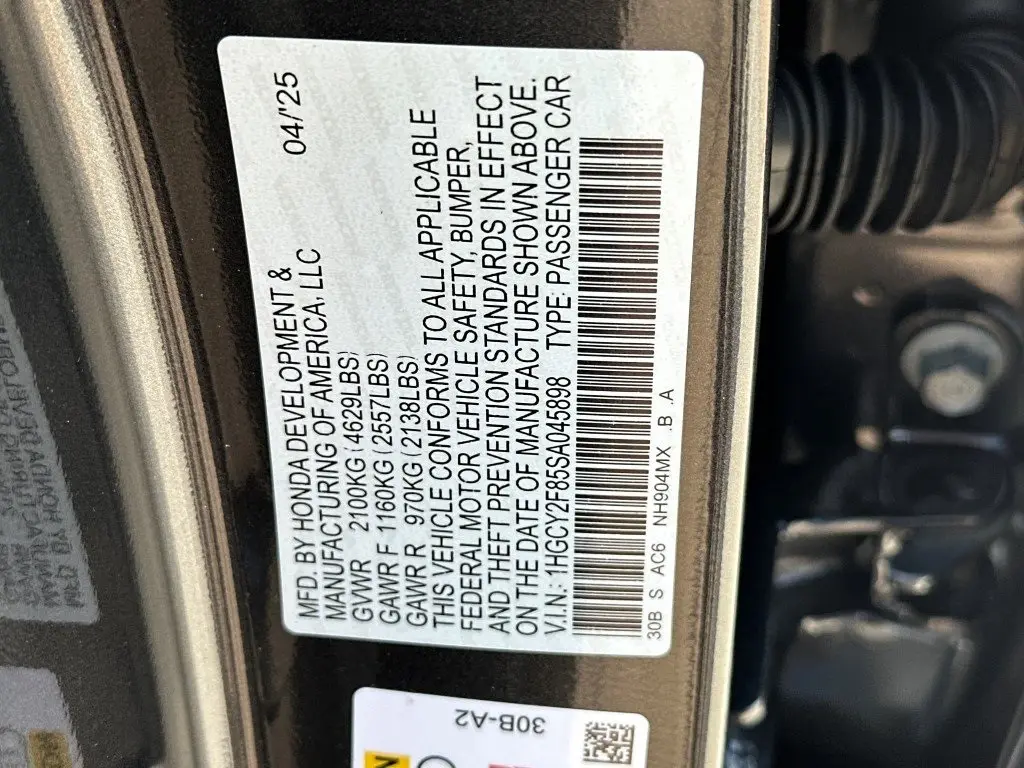 MFD. BY HONDA DEVELOPMENT & 04/'25
MANUFACTURING OF AMERICA, LLC
GVWR 2100KG (4629LBS)
GAWR F 1160KG (2557LBS)
GAWR R 970KG (2138LBS)
THIS VEHICLE CONFORMS TO ALL APPLICABLE
FEDERAL MOTOR VEHICLE SAFETY, BUMPER,
AND THEFT PREVENTION STANDARDS IN EFFECT
ON THE DATE OF MANUFACTURE SHOWN ABOVE.
V.I.N.: 1HGCY2F85SA045898 TYPE: PASSENGER CAR
30B S AC6 NH904MX .B .A
30B-A2